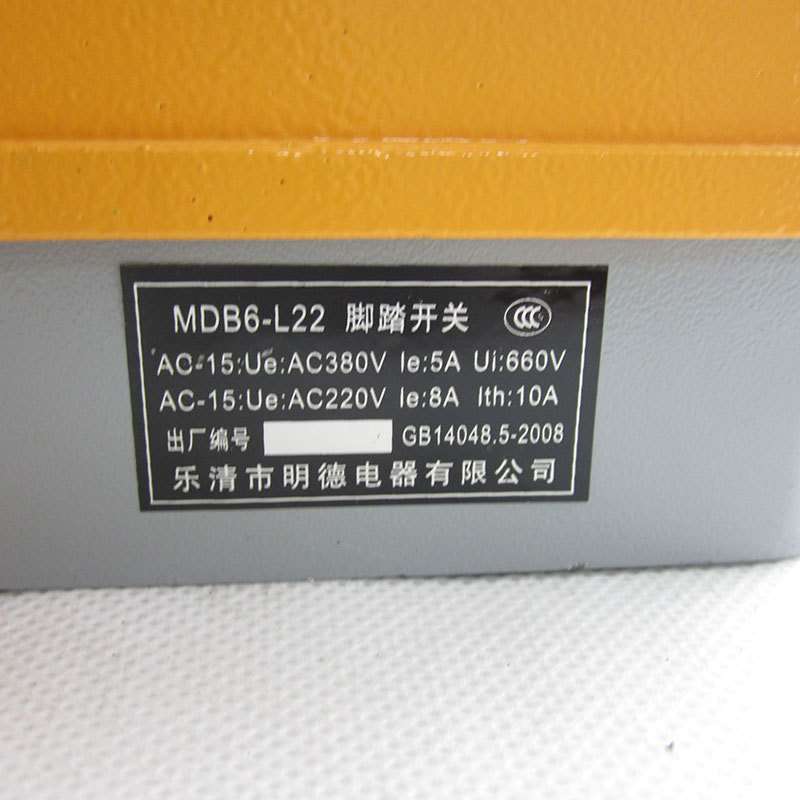 MDB6-L22 脚踏开关 CCC
AC-15:Ue:AC380V Ie:5A Ui:660V
AC-15:Ue:AC220V Ie:8A Ith:10A
出厂编号 GB14048.5-2008
乐清市明德电器有限公司